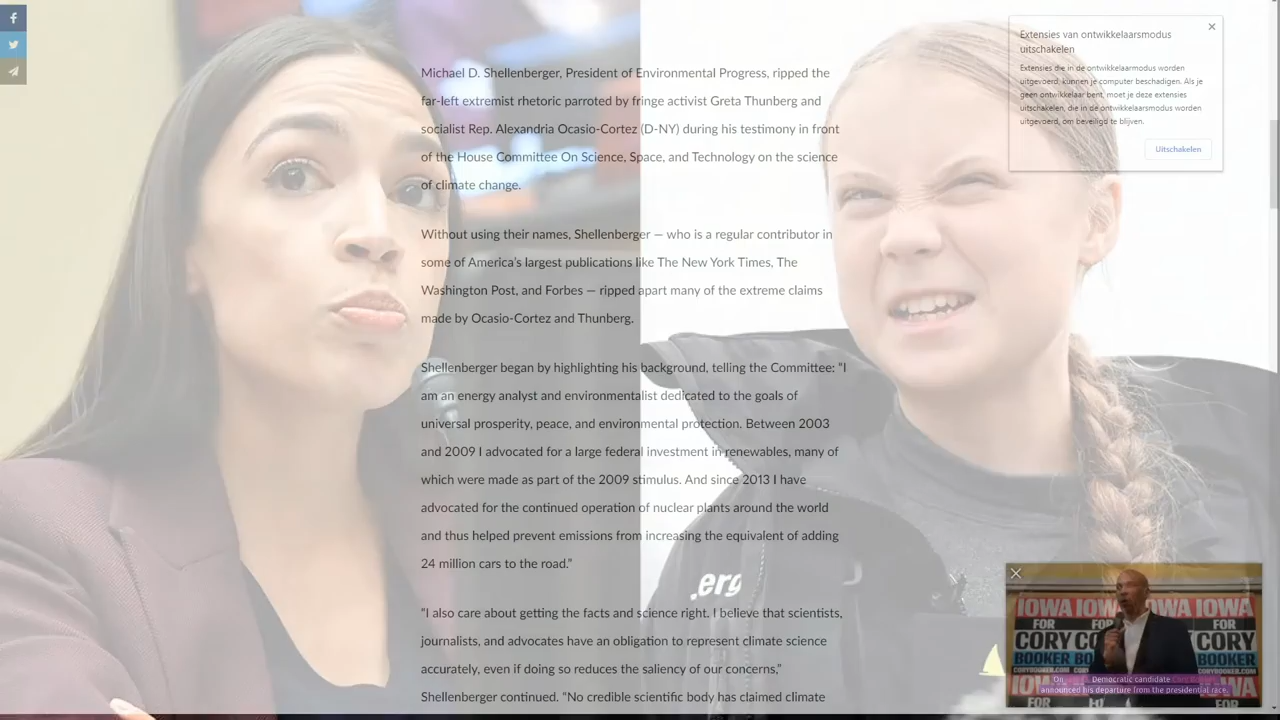 Michael D. Shellenberger, President of Environmental Progress, ripped the
far-left extremist rhetoric parroted by fringe activist Greta Thunberg and
socialist Rep. Alexandria Ocasio-Cortez (D-NY) during his testimony in front
of the House Committee On Science, Space, and Technology on the science
of climate change.
Without using their names, Shellenberger — who is a regular contributor in
some of America's largest publications like The New York Times, The
Washington Post, and Forbes — ripped apart many of the extreme claims
made by Ocasio-Cortez and Thunberg.
Shellenberger began by highlighting his background, telling the Committee: "I
am an energy analyst and environmentalist dedicated to the goals of
universal prosperity, peace, and environmental protection. Between 2003
and 2009 I advocated for a large federal investment in renewables, many of
which were made as part of the 2009 stimulus. And since 2013 I have
advocated for the continued operation of nuclear plants around the world
and thus helped prevent emissions from increasing the equivalent of adding
24 million cars to the road."
"I also care about getting the facts and science right. I believe that scientists,
journalists, and advocates have an obligation to represent climate science
accurately, even if doing so reduces the saliency of our concerns,"
"No credible scientific body has claimed climate
Extensies van ontwikkelaarsmodus
uitschakelen
Extensies die in de ontwikkelaarmodus worden
uitgevoerd, kunnen je computer beschadigen. Als je
geen ontwikkelaar bent, moet je deze extensies
uitschakelen, die in de ontwikkelaarsmodus worden
uitgevoerd, om beveiligd te blijven.
Uitschakelen
.erg
IOWA IOWA IOWA IOWA
FOR FOR FOR
CORY CO CORY
BOOKER BO BOOKER
CORYBOOKER.COM CORYBOOKER.COM
IOWA
On Democratic candidate
announced his departure from the presidential race.